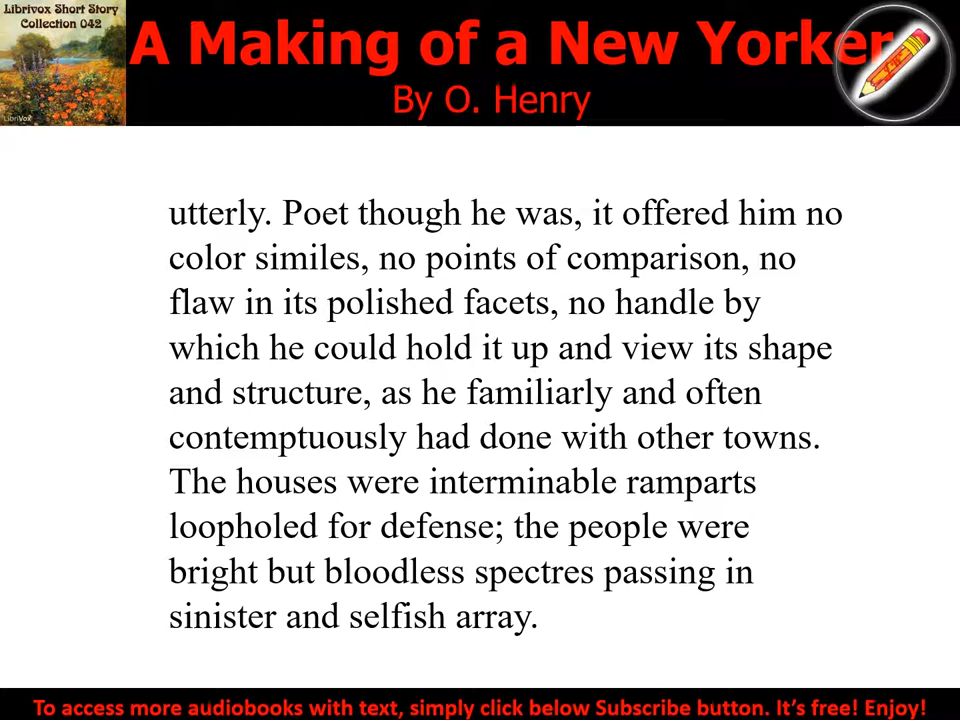 Librivox Short Story
Collection 042
LibriVox
A Making of a New Yorker
By O. Henry
utterly. Poet though he was, it offered him no
color similes, no points of comparison, no
flaw in its polished facets, no handle by
which he could hold it up and view its shape
and structure, as he familiarly and often
contemptuously had done with other towns.
The houses were interminable ramparts
loopholed for defense; the people were
bright but bloodless spectres passing in
sinister and selfish array.
To access more audiobooks with text, simply click below Subscribe button. It's free! Enjoy!